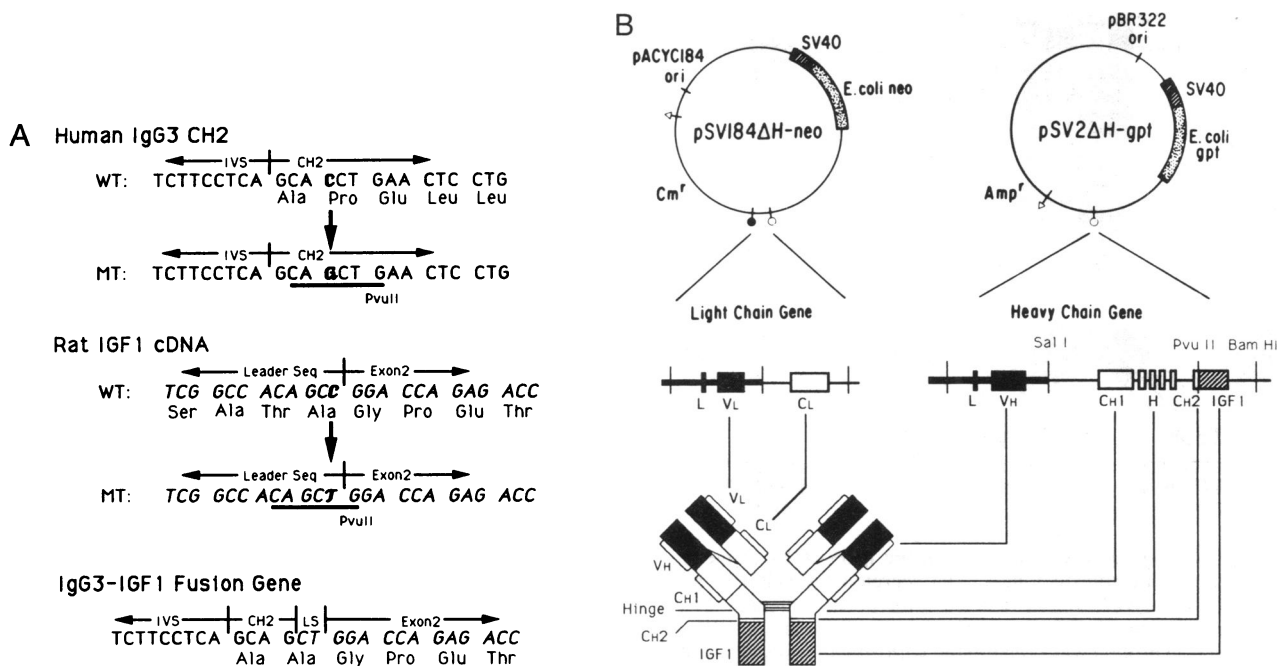 A
Human IgG3 CH2
IVS CH2
WT: TCTTCCTCA GCA CCT GAA CTC CTG
Ala Pro Glu Leu Leu
IVS CH2
MT: TCTTCCTCA GCA GCT GAA CTC CTG
PvuII
Rat IGF1 cDNA
Leader Seq Exon2
WT: TCG GCC ACA GCC GGA CCA GAG ACC
Ser Ala Thr Ala Gly Pro Glu Thr
Leader Seq Exon2
MT: TCG GCC ACA GCT GGA CCA GAG ACC
PvuII
IgG3-IGF1 Fusion Gene
IVS CH2 LS Exon2
TCTTCCTCA GCA GCT GGA CCA GAG ACC
Ala Ala Gly Pro Glu Thr
B
pACYC184
ori
SV40
E.coli neo
pSV184ΔH-neo
Cmr
pBR322
ori
SV40
E.coli
gpt
pSV2ΔH-gpt
Ampr
Light Chain Gene
Heavy Chain Gene
Sal I Pvu II Bam HI
L VL CL
L VH CH1 H CH2 IGF1
VL
CL
VH
CH1
Hinge
CH2
IGF1